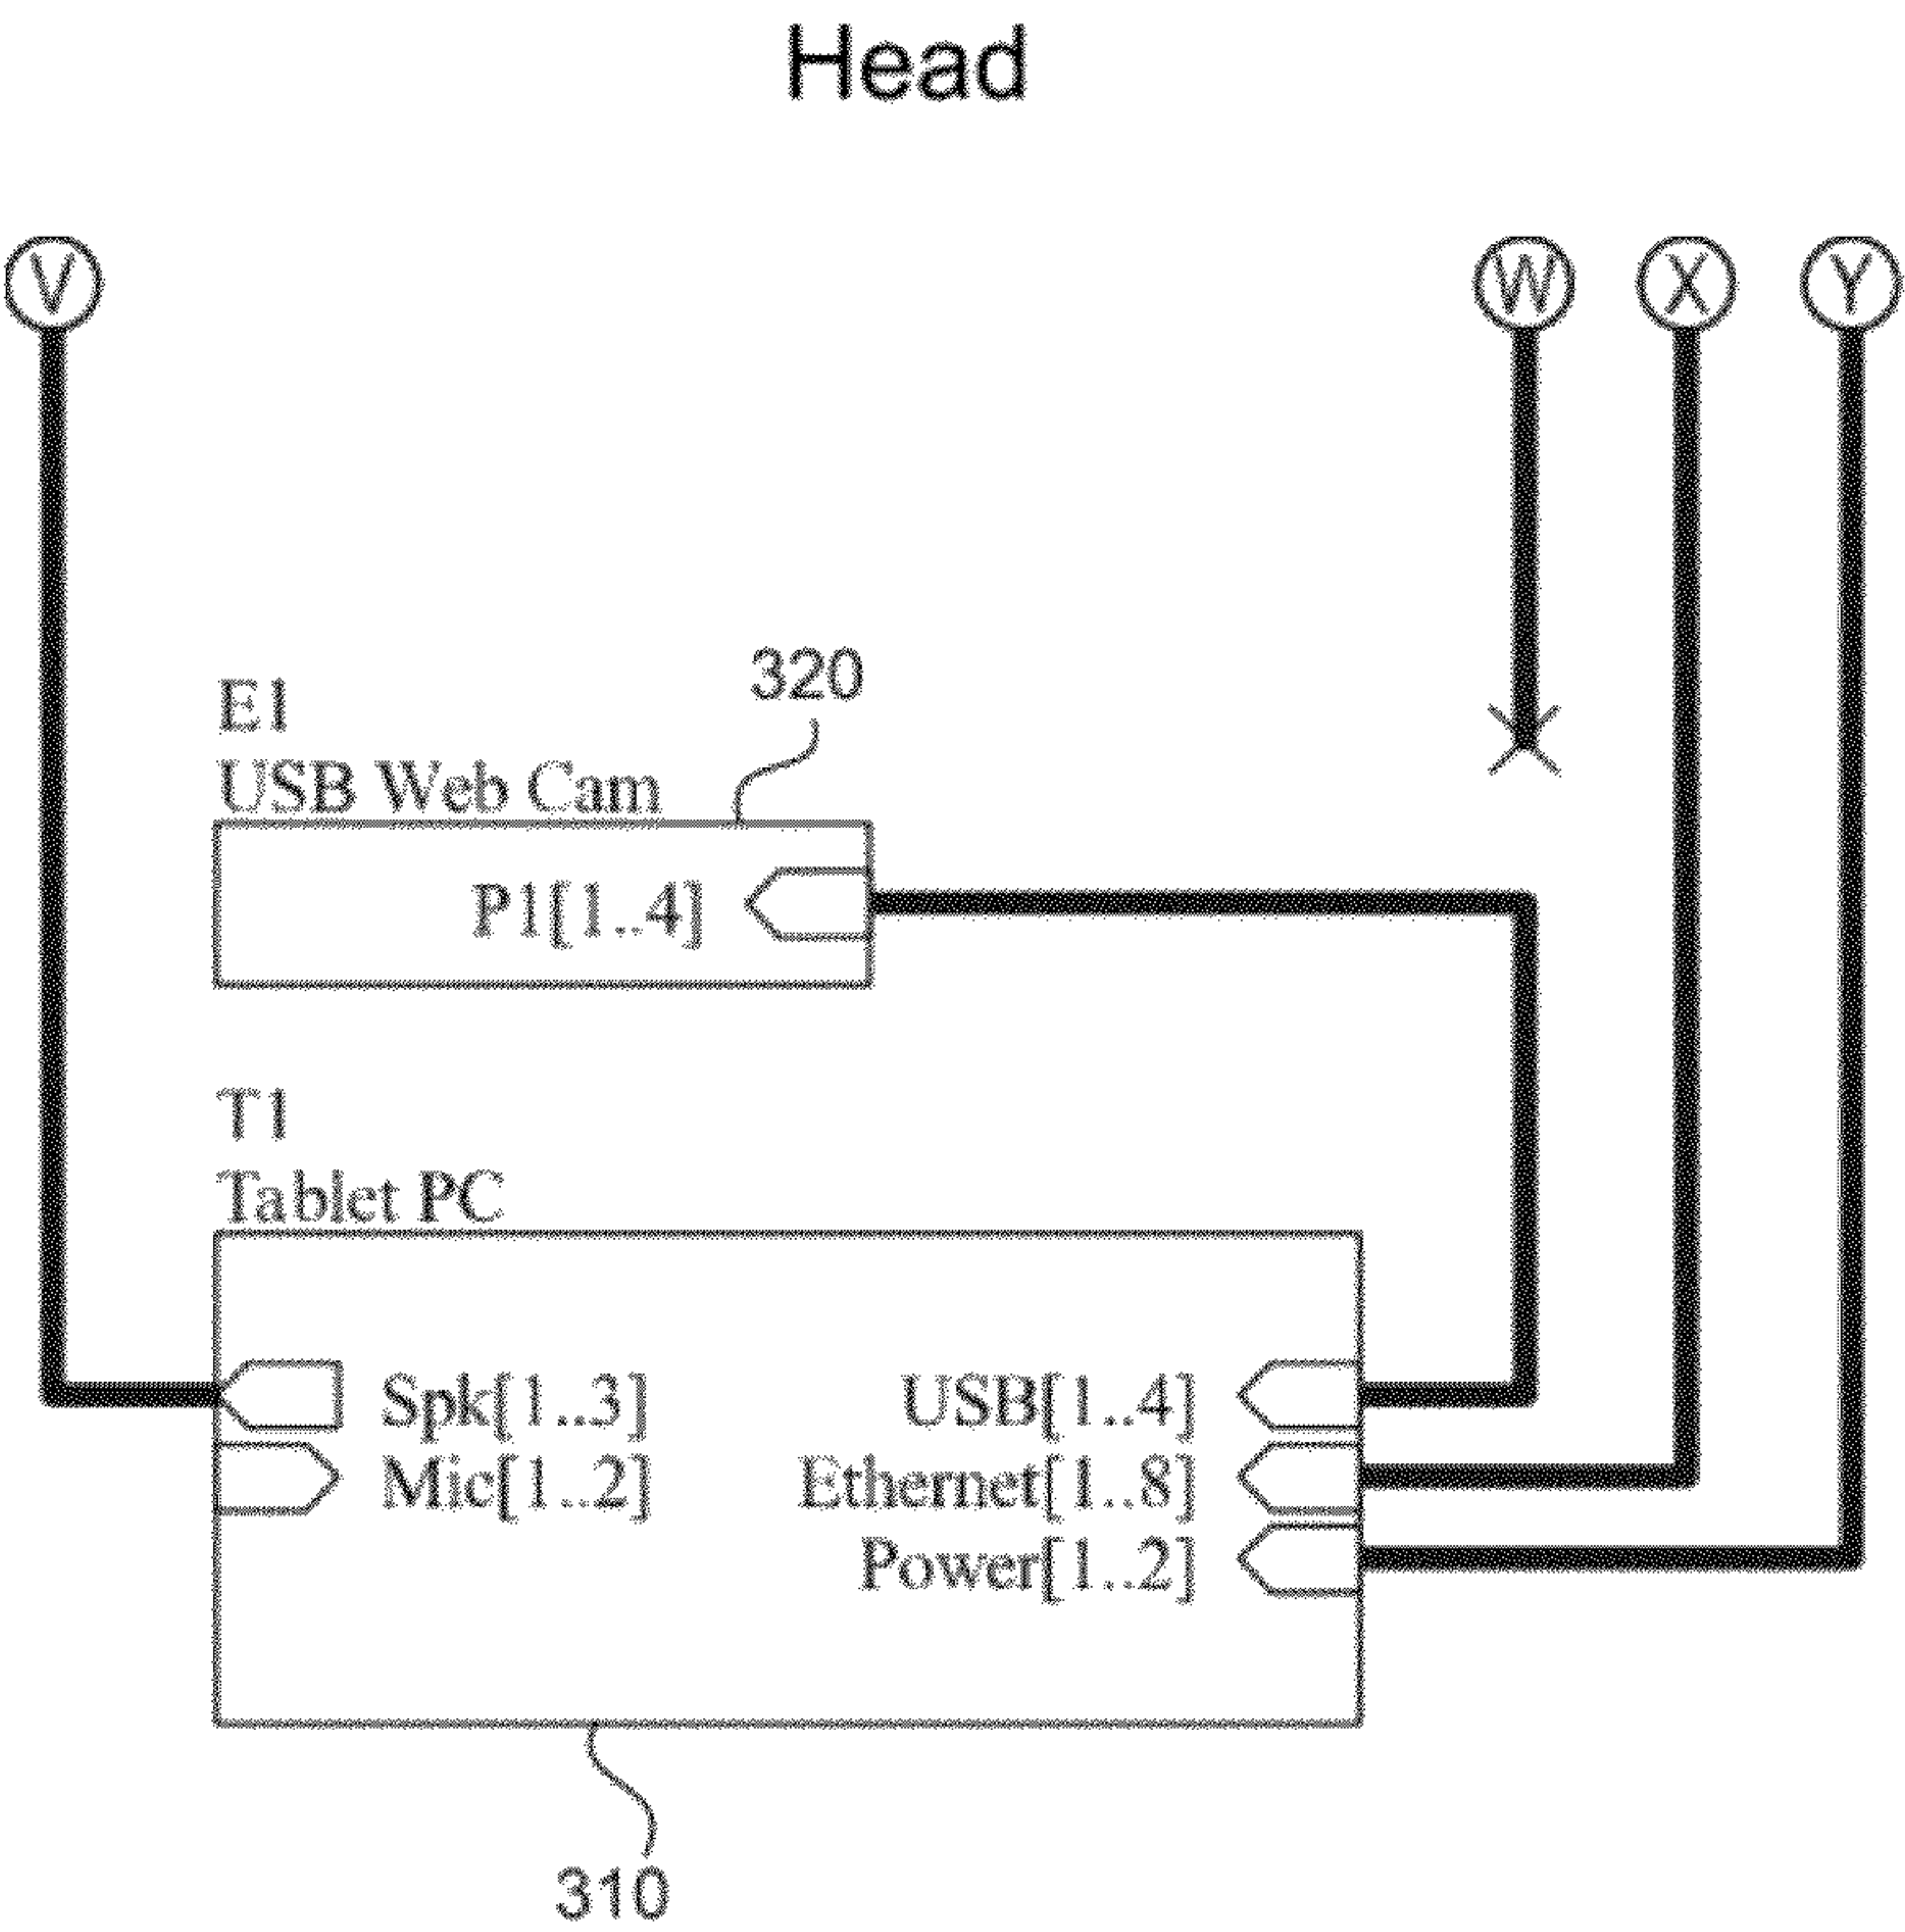 Head
V
W
X
Y
320
E1
USB Web Cam
P1[1..4]
T1
Tablet PC
Spk[1..3]
USB[1..4]
Mic[1..2]
Ethernet[1..8]
Power[1..2]
310